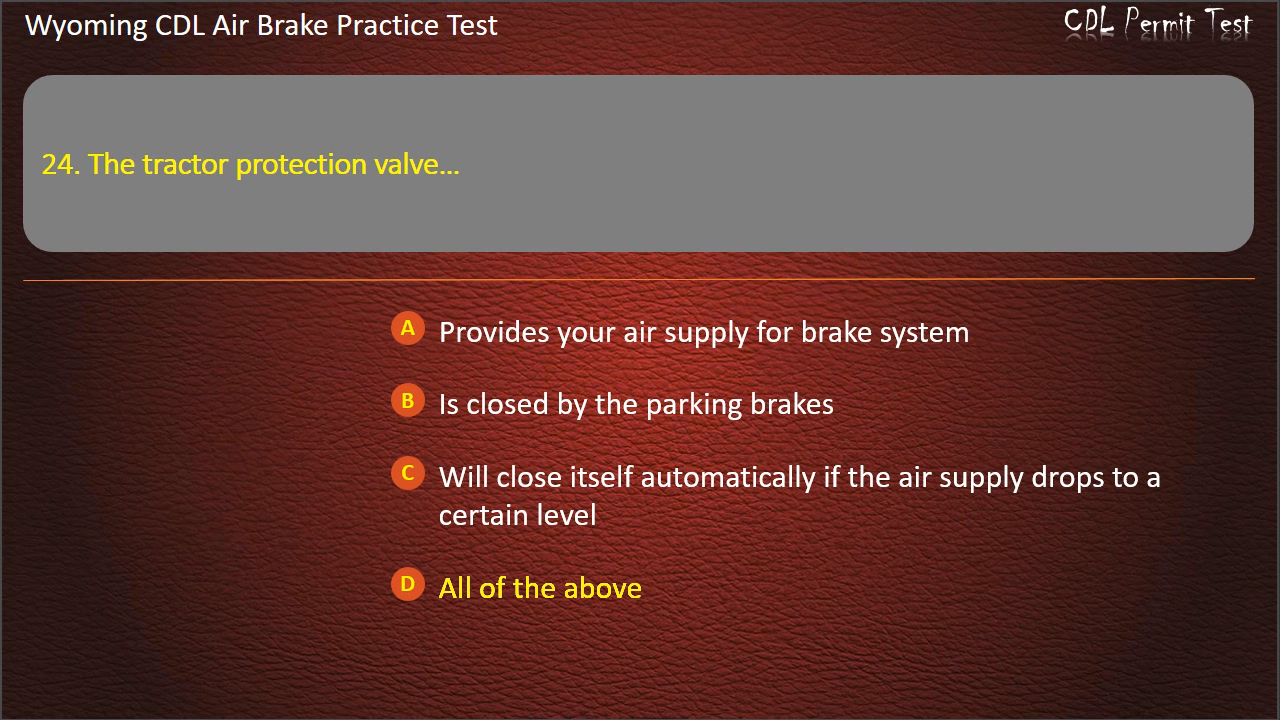 Wyoming CDL Air Brake Practice Test
CDL Permit Test
24. The tractor protection valve...
A Provides your air supply for brake system
B Is closed by the parking brakes
C Will close itself automatically if the air supply drops to a
certain level
D All of the above